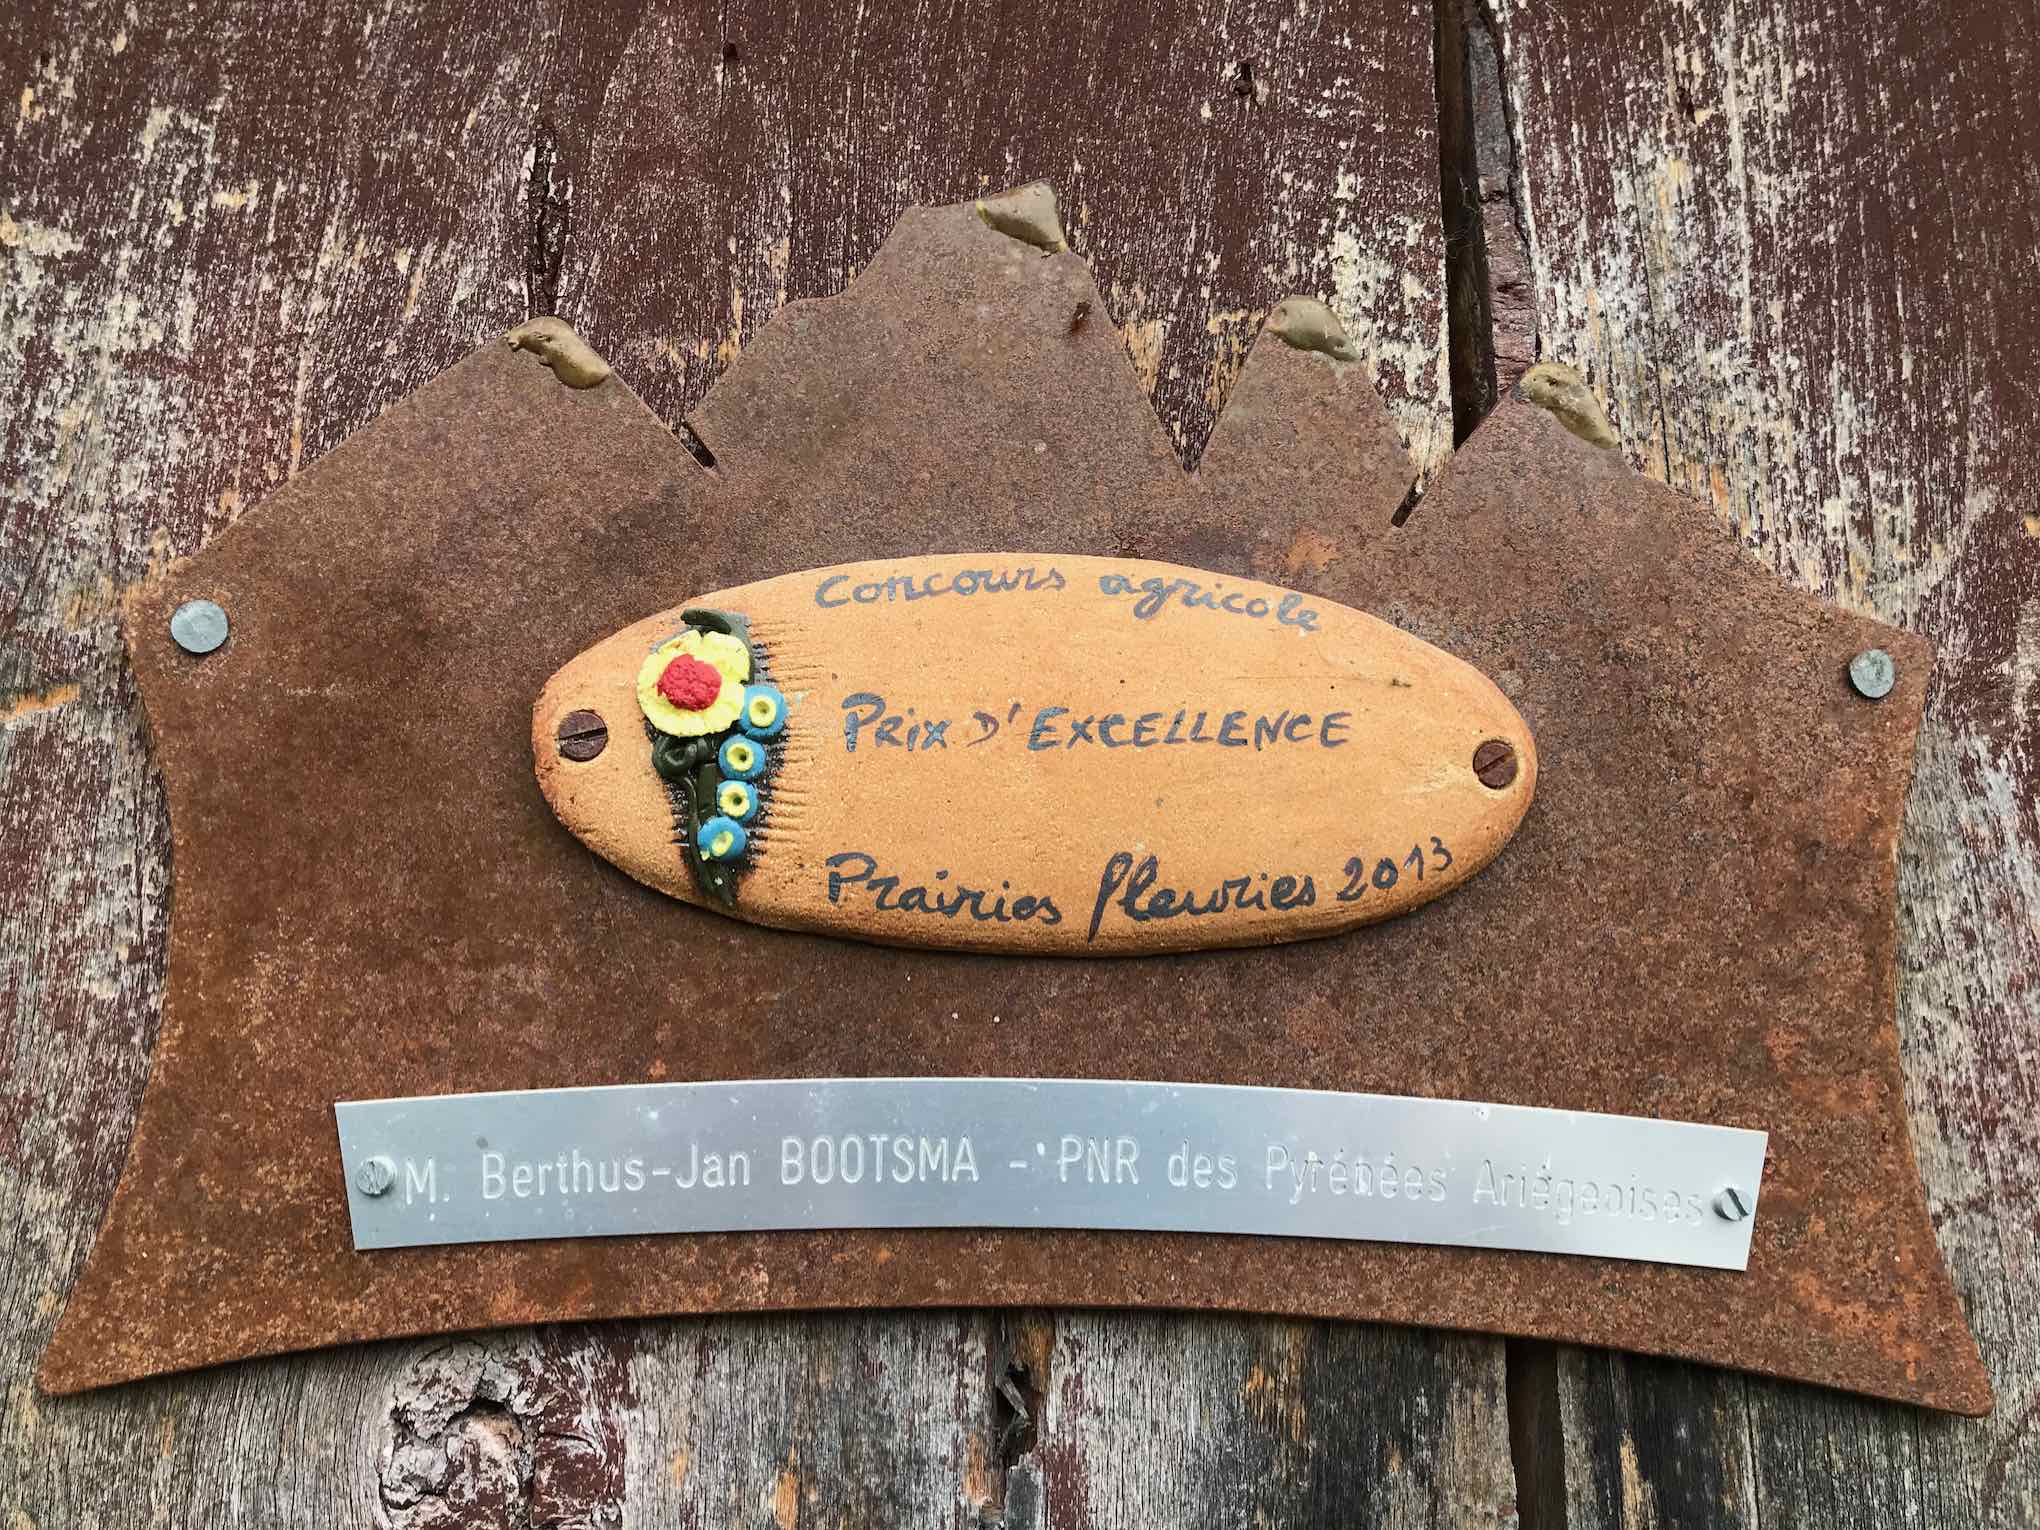 Concours agricole
PRiX D'EXCELLENCE
Prairies fleuries 2013
M. Berthus-Jan BOOTSMA - PNR des Pyrénées Ariégeoises